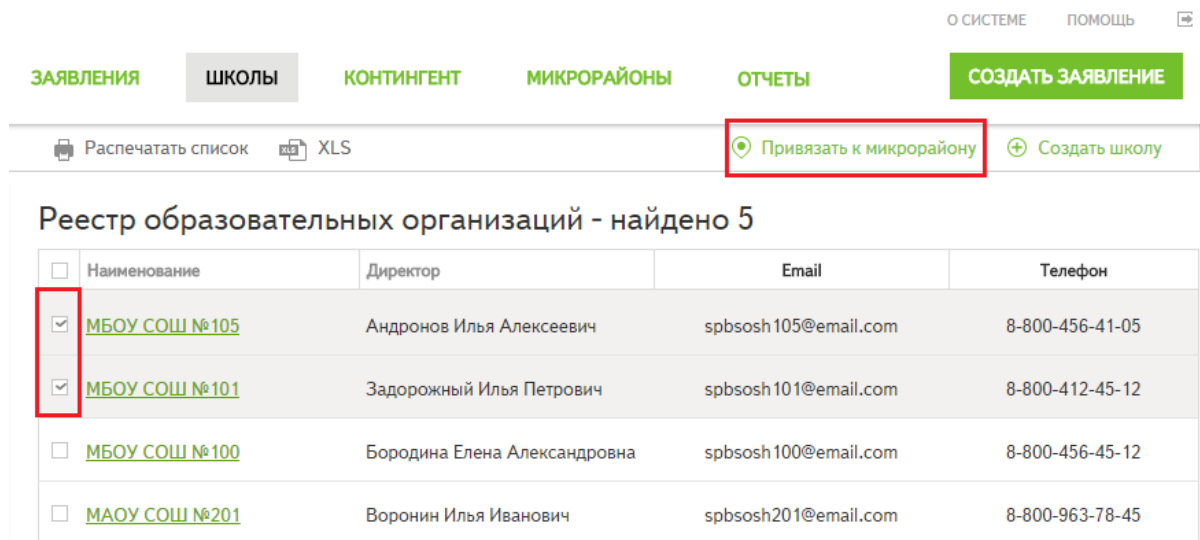 О СИСТЕМЕ ПОМОЩЬ
ЗАЯВЛЕНИЯ ШКОЛЫ КОНТИНГЕНТ МИКРОРАЙОНЫ ОТЧЕТЫ СОЗДАТЬ ЗАЯВЛЕНИЕ
Распечатать список XLS XLS Привязать к микрорайону Создать школу
Реестр образовательных организаций - найдено 5
Наименование Директор Email Телефон
МБОУ СОШ №105 Андронов Илья Алексеевич spbsosh105@email.com 8-800-456-41-05
МБОУ СОШ №101 Задорожный Илья Петрович spbsosh101@email.com 8-800-412-45-12
МБОУ СОШ №100 Бородина Елена Александровна spbsosh100@email.com 8-800-456-45-12
МАОУ СОШ №201 Воронин Илья Иванович spbsosh201@email.com 8-800-963-78-45